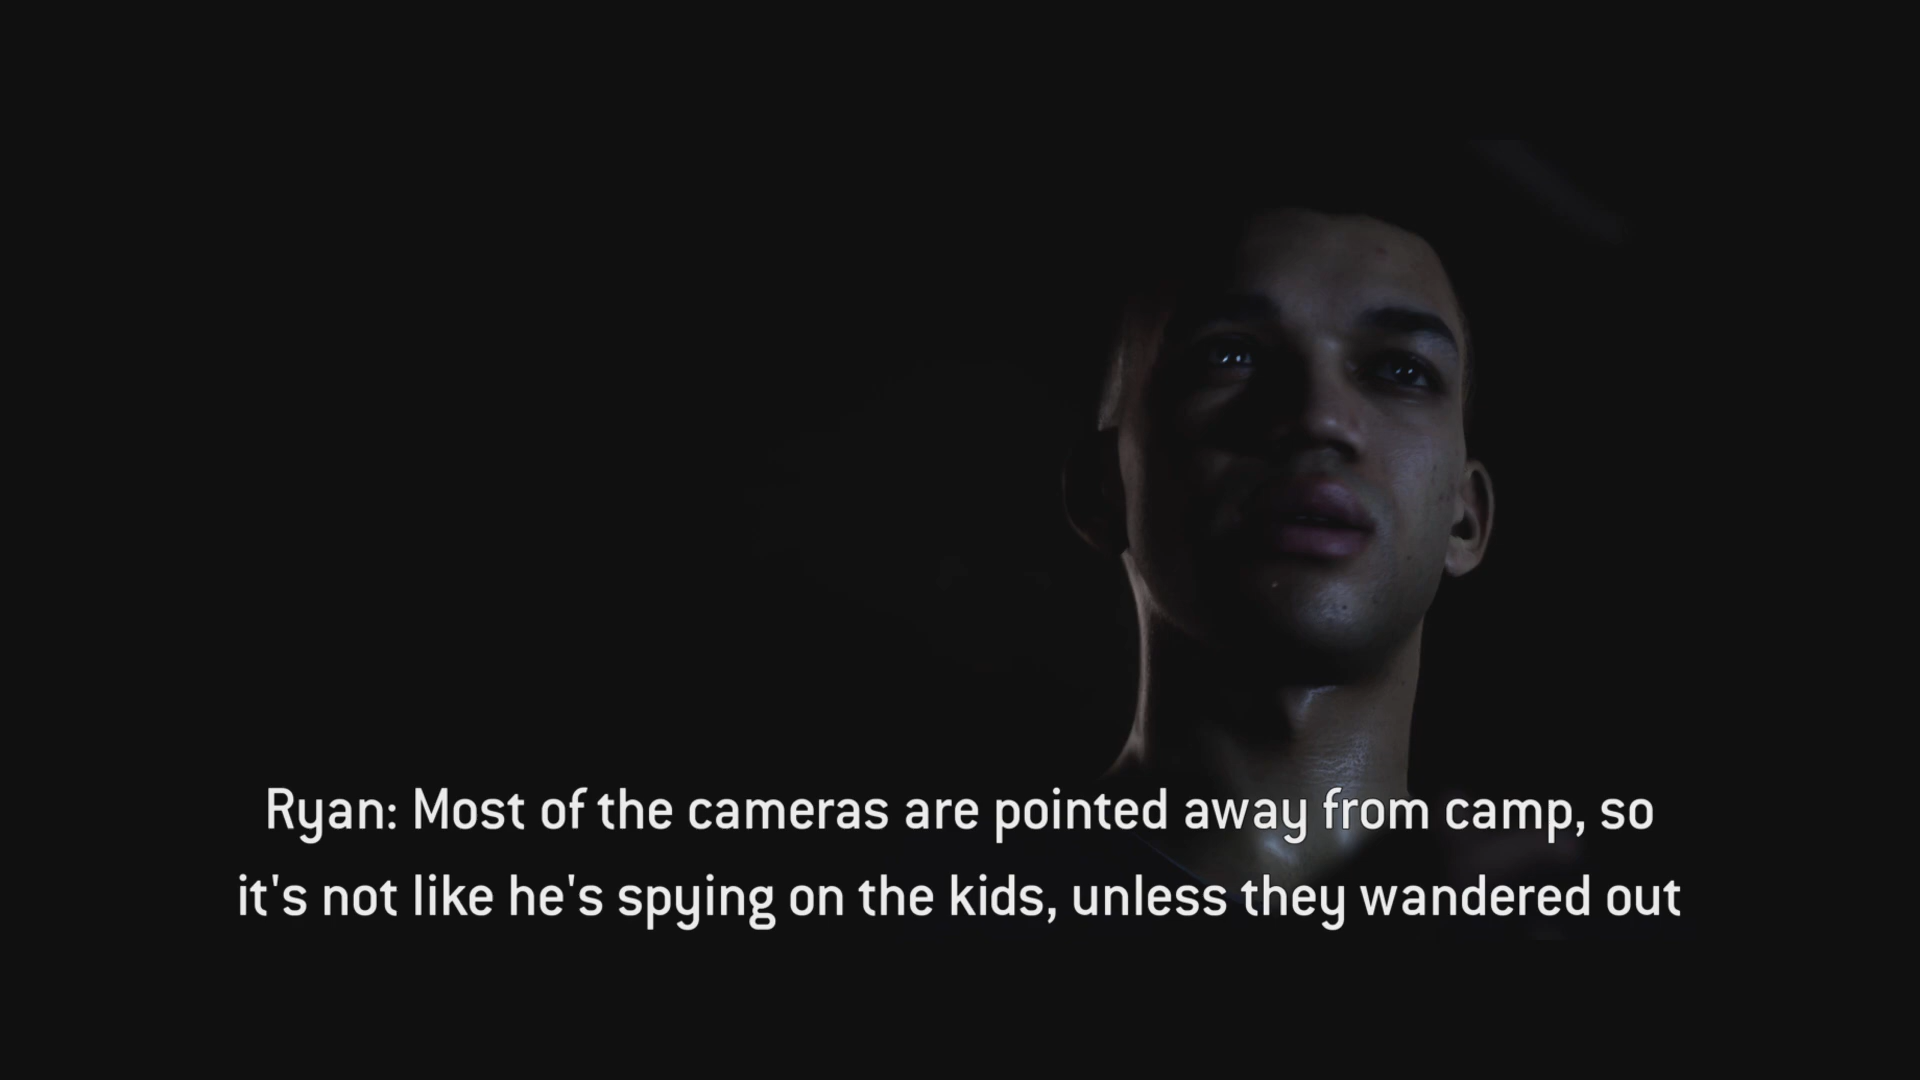 Ryan: Most of the cameras are pointed away from camp, so
it's not like he's spying on the kids, unless they wandered out